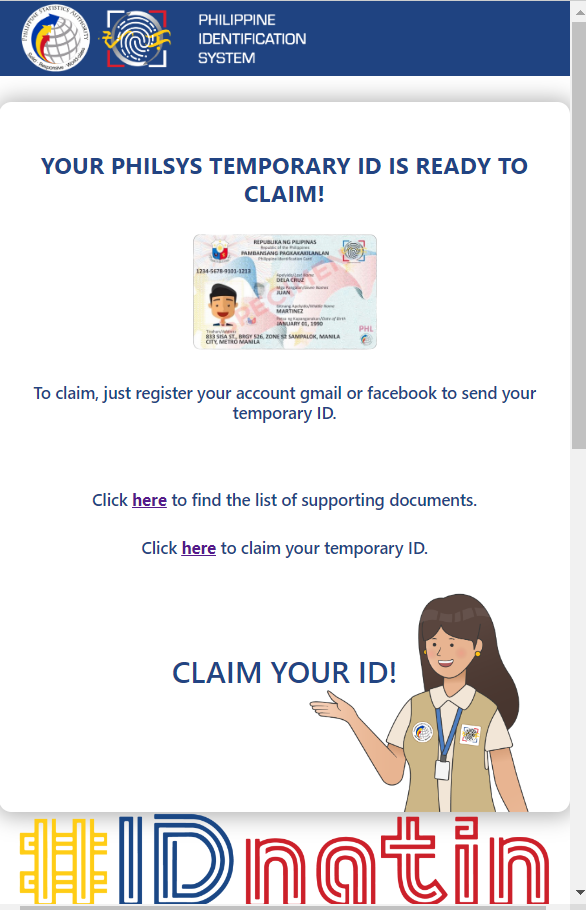 PHILIPPINE STATISTICS AUTHORITY
PHILIPPINE
IDENTIFICATION
SYSTEM
YOUR PHILSYS TEMPORARY ID IS READY TO
CLAIM!
REPUBLIKA NG PILIPINAS
Republic of the Philippines
PAMBANSANG PAGKAKAKILANLAN
Philippine Identification Card
1234-5678-9101-1213
Apelyido/Last Name
DELA CRUZ
Mga Pangalan/Given Names
JUAN
Gitnang Apelyido/Middle Name
MARTINEZ
Petsa ng Kapanganakan/Date of Birth
JANUARY 01, 1990
SPECIMEN
PHL
Tirahan/Address
833 SISA ST., BRGY 526, ZONE 52 SAMPALOK, MANILA
CITY, METRO MANILA
To claim, just register your account gmail or facebook to send your
temporary ID.
Click here to find the list of supporting documents.
Click here to claim your temporary ID.
CLAIM YOUR ID!
#IDnatin